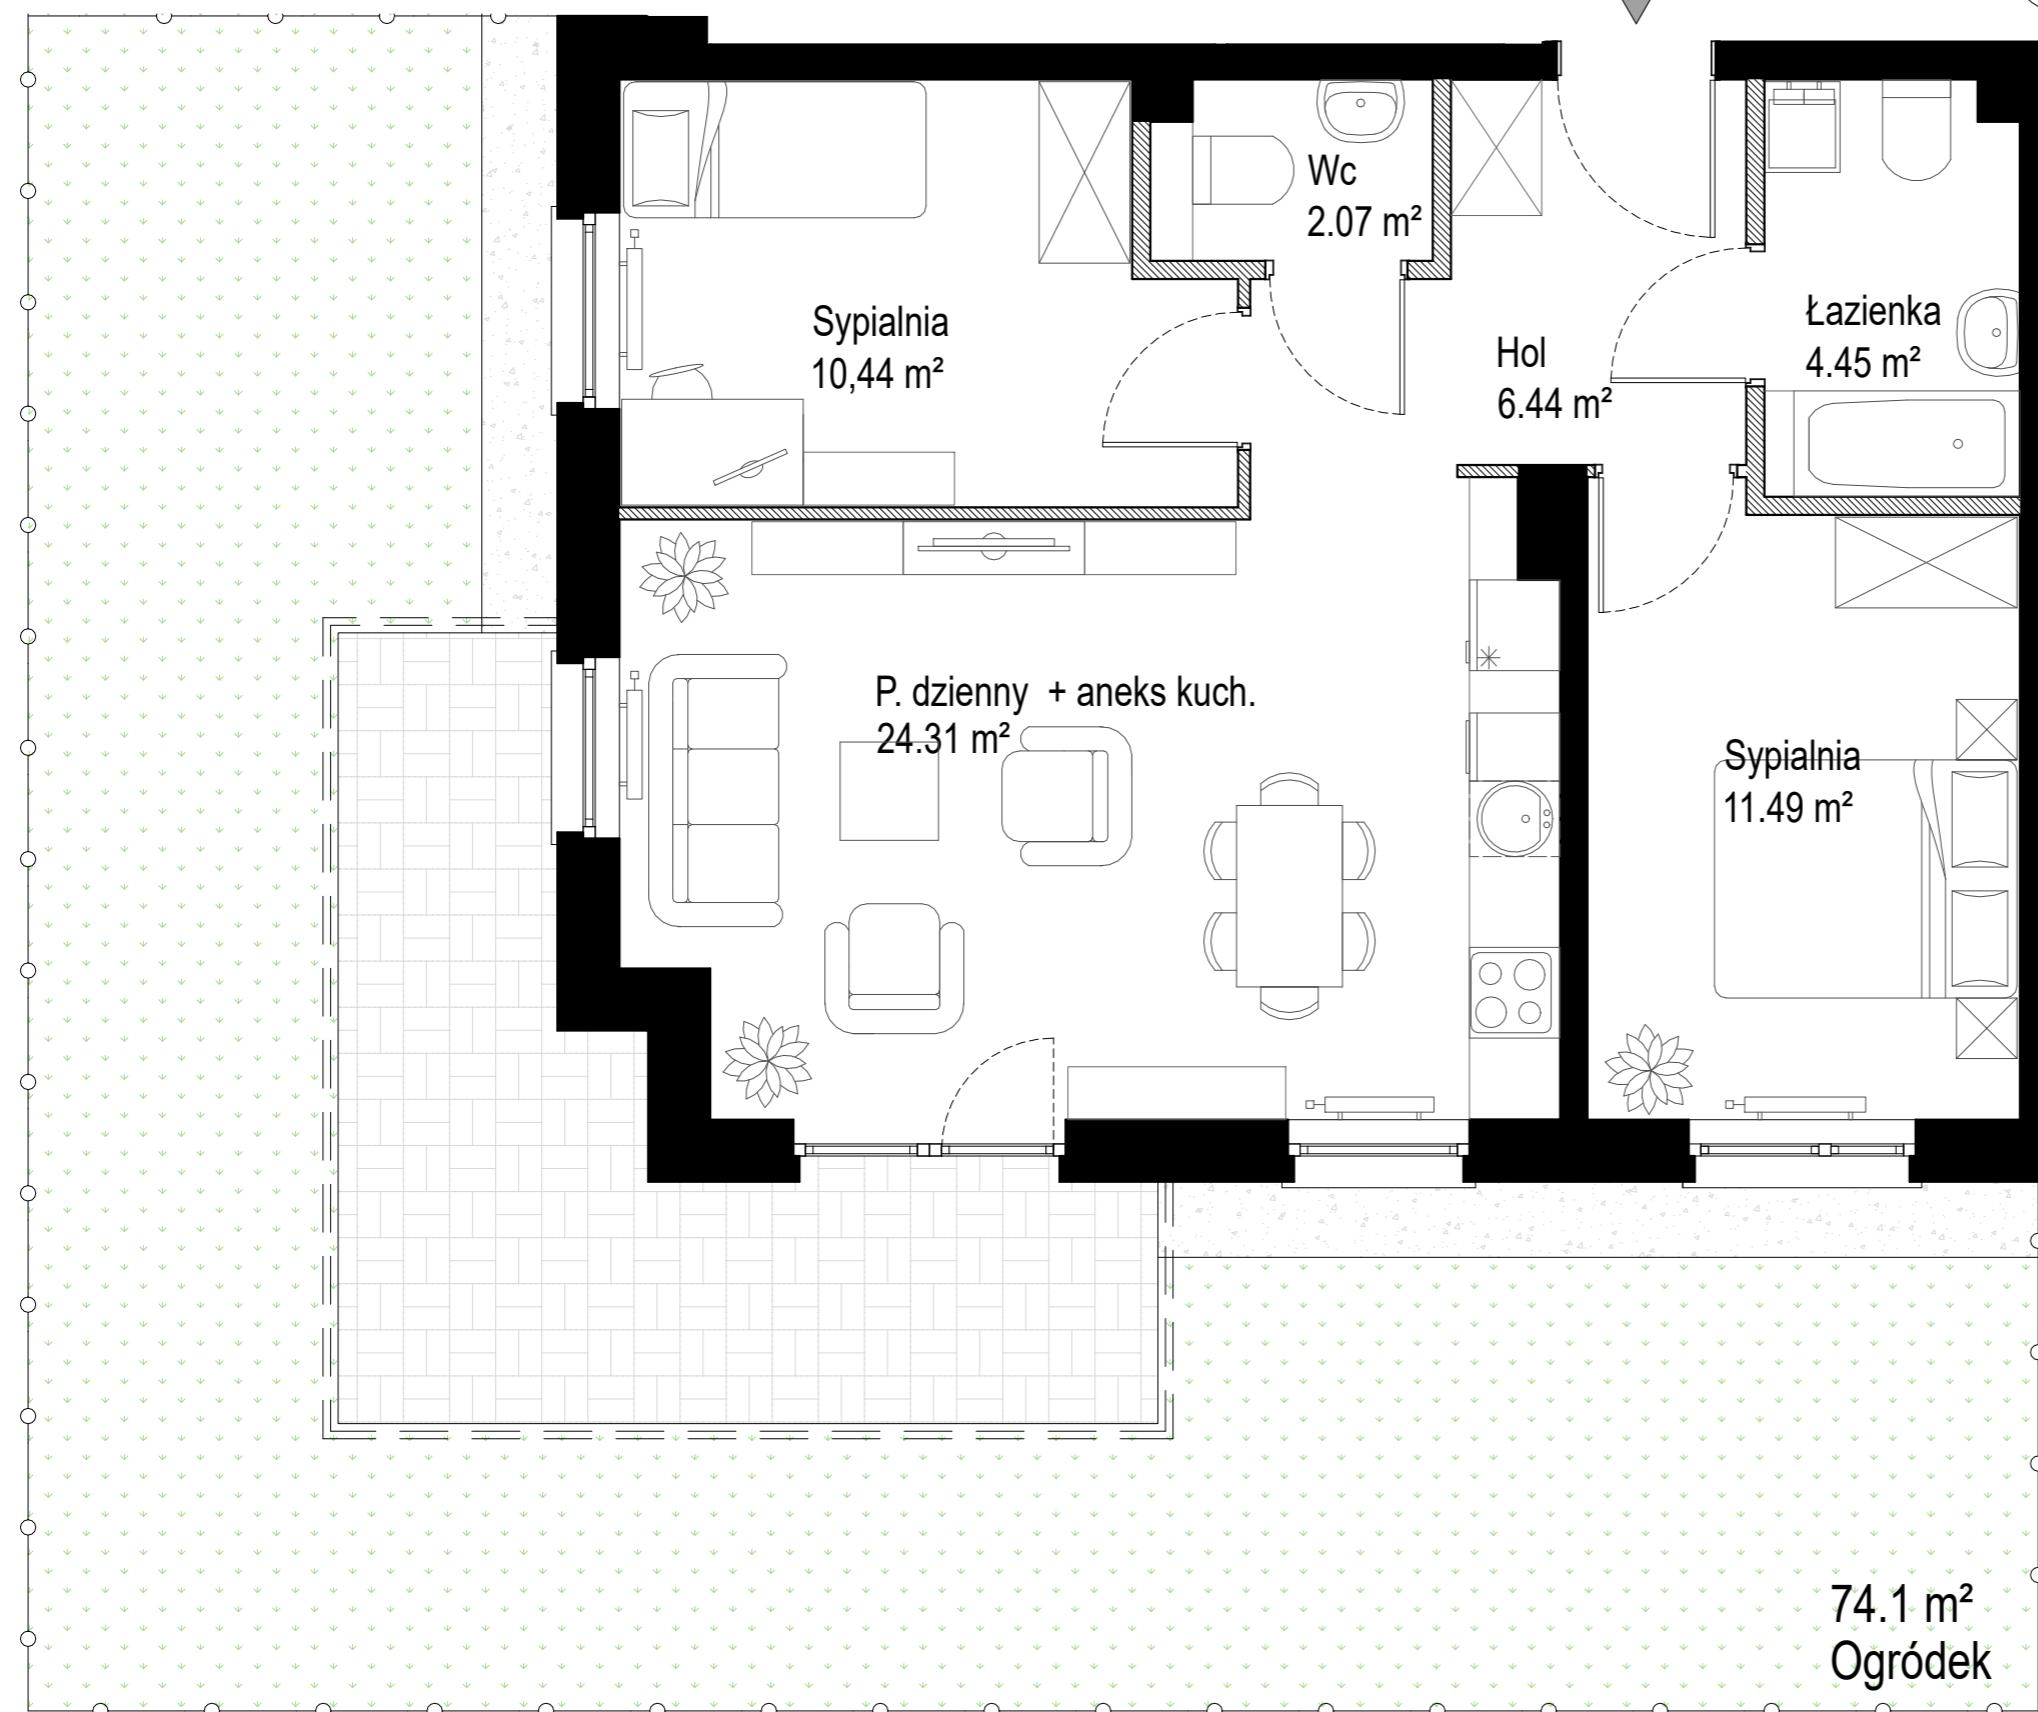 Wc
2.07 m²
Sypialnia
10,44 m²
Hol
6.44 m²
Łazienka
4.45 m²
P. dzienny + aneks kuch.
24.31 m²
Sypialnia
11.49 m²
74.1 m²
Ogródek